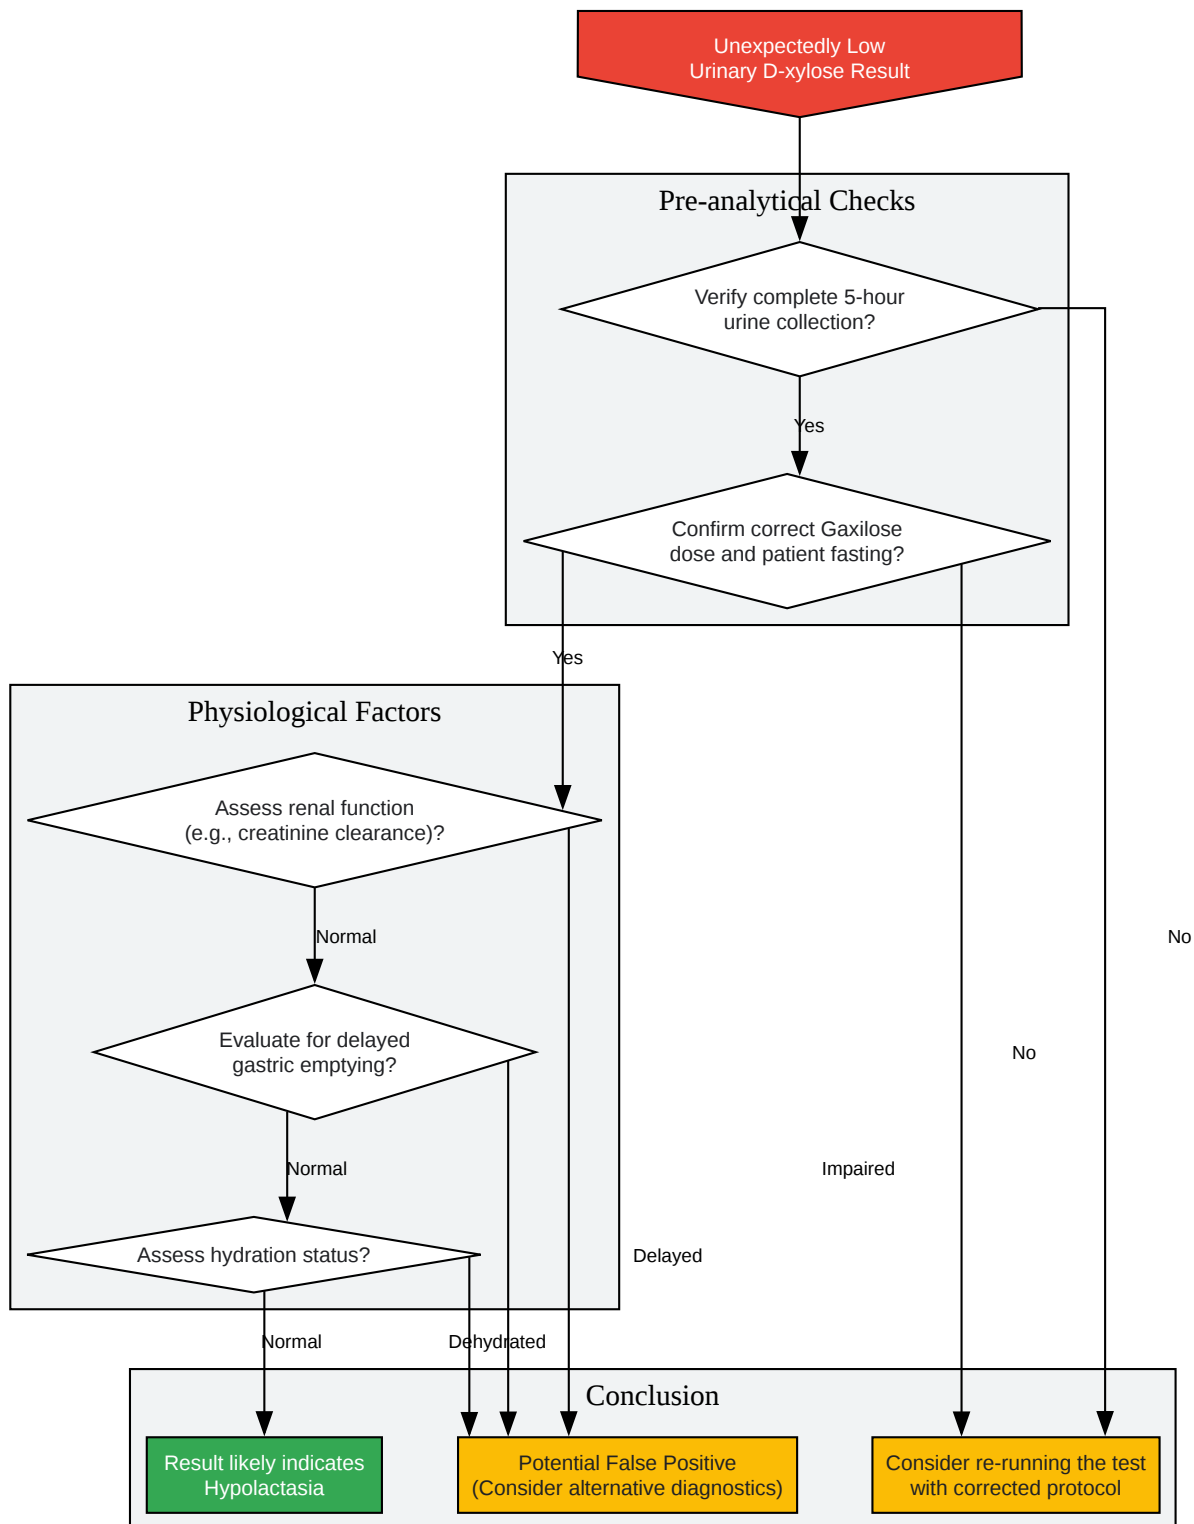 Unexpectedly Low
Urinary D-xylose Result
Pre-analytical Checks
Verify complete 5-hour
urine collection?
Yes
Confirm correct Gaxilose
dose and patient fasting?
Yes
Physiological Factors
Assess renal function
(e.g., creatinine clearance)?
Normal
No
Evaluate for delayed
gastric emptying?
No
Normal
Impaired
Assess hydration status?
Delayed
Normal
Dehydrated
Conclusion
Result likely indicates
Hypolactasia
Potential False Positive
(Consider alternative diagnostics)
Consider re-running the test
with corrected protocol